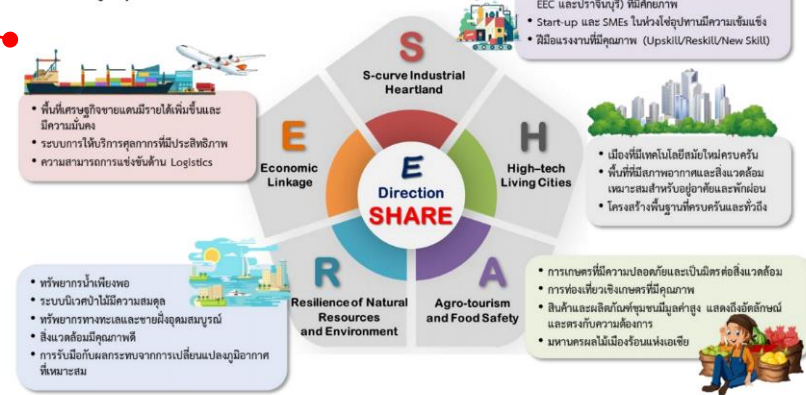 EEC และปราจีนบุรี) ที่มีศักยภาพ
• Start-up และ SMEs ในห่วงโซ่อุปทานมีความเข้มแข็ง
• ฝีมือแรงงานที่มีคุณภาพ (Upskill/Reskill/New Skill)
S
S-curve Industrial
Heartland
• พื้นที่เศรษฐกิจชายแดนมีรายได้เพิ่มขึ้นและ
มีความมั่นคง
• ระบบการให้บริการศุลกากรที่มีประสิทธิภาพ
• ความสามารถการแข่งขันด้าน Logistics
E
Economic
Linkage
H
High-tech
Living Cities
• เมืองที่มีเทคโนโลยีสมัยใหม่ครบครัน
• พื้นที่ที่มีสภาพอากาศและสิ่งแวดล้อม
เหมาะสมสำหรับอยู่อาศัยและพักผ่อน
• โครงสร้างพื้นฐานที่ครบครันและทั่วถึง
E
Direction
SHARE
R
Resilience of Natural
Resources
and Environment
A
Agro-tourism
and Food Safety
• ทรัพยากรน้ำเพียงพอ
• ระบบนิเวศป่าไม้มีความสมดุล
• ทรัพยากรทางทะเลและชายฝั่งอุดมสมบูรณ์
• สิ่งแวดล้อมมีคุณภาพดี
• การรับมือกับผลกระทบจากการเปลี่ยนแปลงภูมิอากาศ
ที่เหมาะสม
• การเกษตรที่มีความปลอดภัยและเป็นมิตรต่อสิ่งแวดล้อม
• การท่องเที่ยวเชิงเกษตรที่มีคุณภาพ
• สินค้าและผลิตภัณฑ์ชุมชนมีมูลค่าสูง แสดงถึงอัตลักษณ์
และตรงกับความต้องการ
• มหานครผลไม้เมืองร้อนแห่งเอเชีย